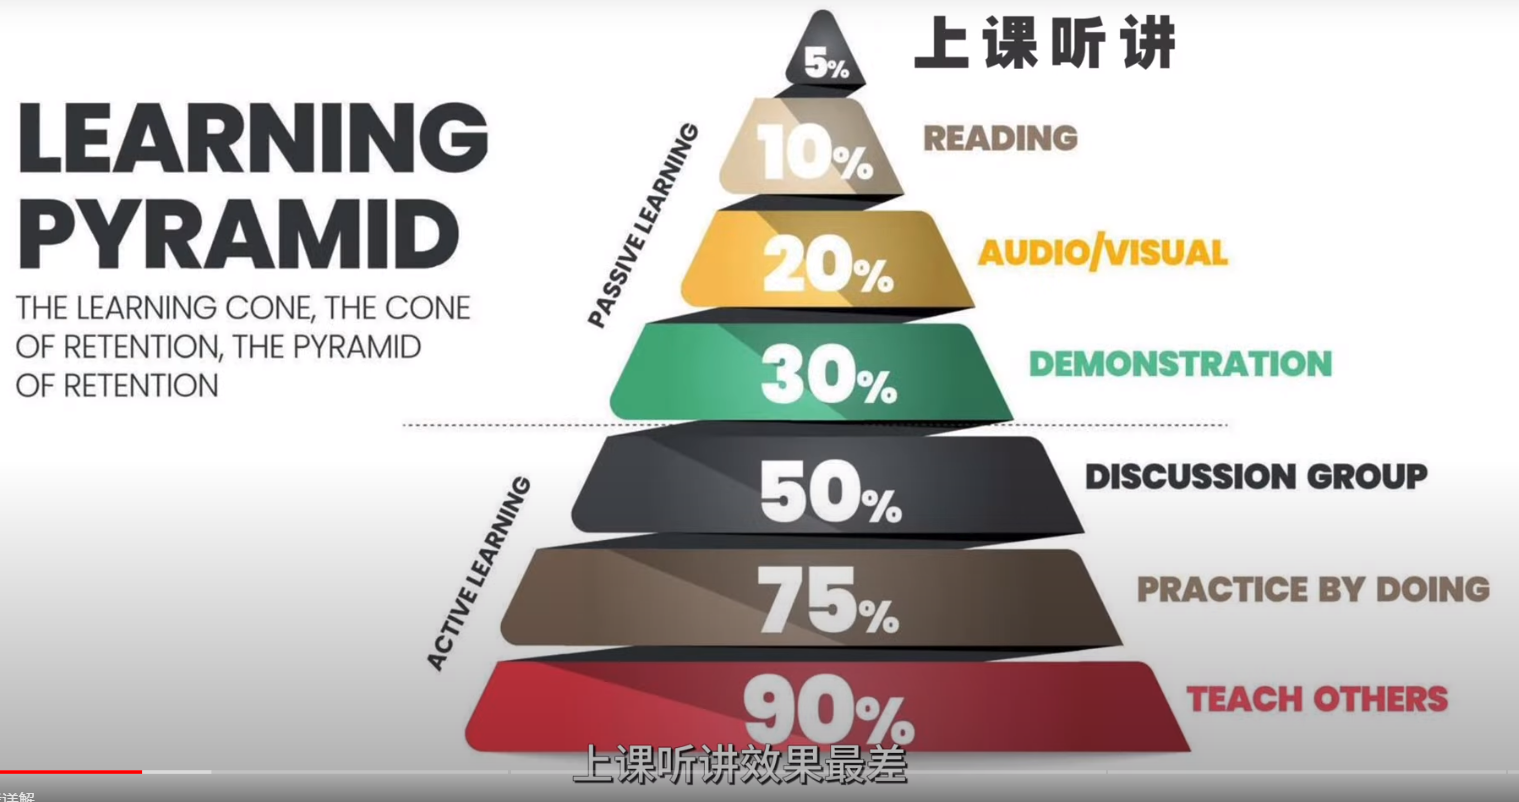 LEARNING
PYRAMID
THE LEARNING CONE, THE CONE
OF RETENTION, THE PYRAMID
OF RETENTION
PASSIVE LEARNING
ACTIVE LEARNING
5% 上课听讲
10% READING
20% AUDIO/VISUAL
30% DEMONSTRATION
50% DISCUSSION GROUP
75% PRACTICE BY DOING
90% TEACH OTHERS
上课听讲效果最差
详解